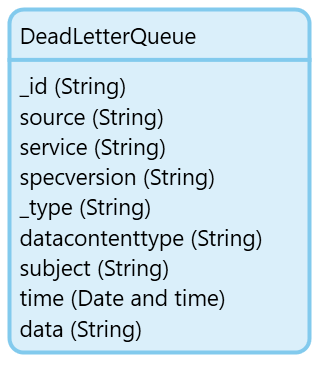 DeadLetterQueue
_id (String)
source (String)
service (String)
specversion (String)
_type (String)
datacontenttype (String)
subject (String)
time (Date and time)
data (String)